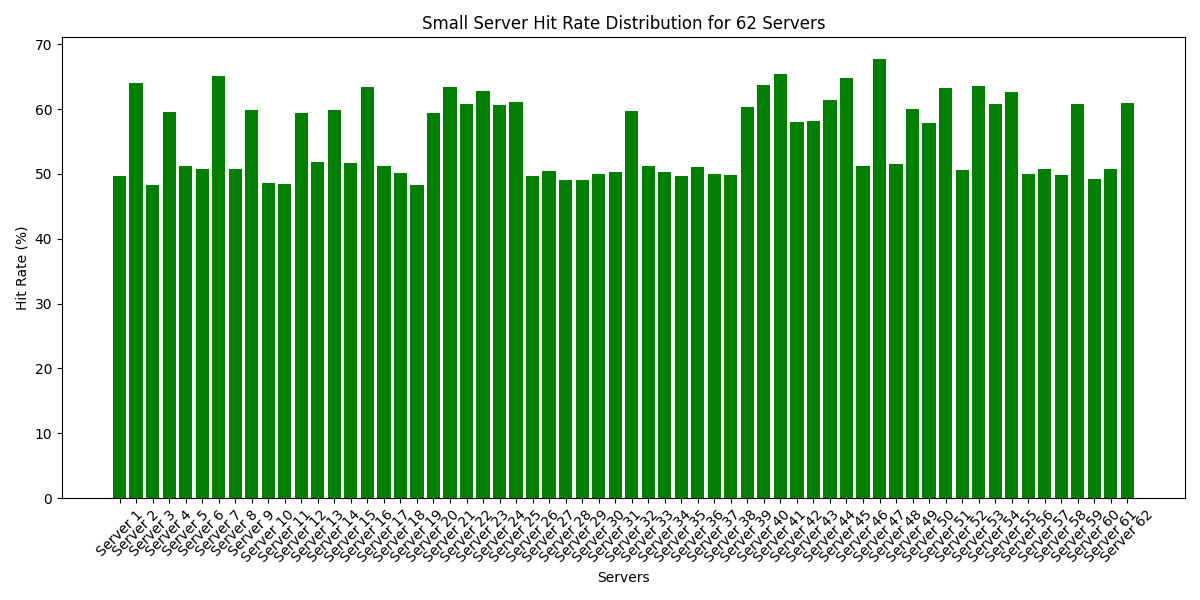 Small Server Hit Rate Distribution for 62 Servers
Hit Rate (%)
70
60
50
40
30
20
10
0
Server 1
Server 2
Server 3
Server 4
Server 5
Server 6
Server 7
Server 8
Server 9
Server 10
Server 11
Server 12
Server 13
Server 14
Server 15
Server 16
Server 17
Server 18
Server 19
Server 20
Server 21
Server 22
Server 23
Server 24
Server 25
Server 26
Server 27
Server 28
Server 29
Server 30
Server 31
Server 32
Server 33
Server 34
Server 35
Server 36
Server 37
Server 38
Server 39
Server 40
Server 41
Server 42
Server 43
Server 44
Server 45
Server 46
Server 47
Server 48
Server 49
Server 50
Server 51
Server 52
Server 53
Server 54
Server 55
Server 56
Server 57
Server 58
Server 59
Server 60
Server 61
Server 62
Servers